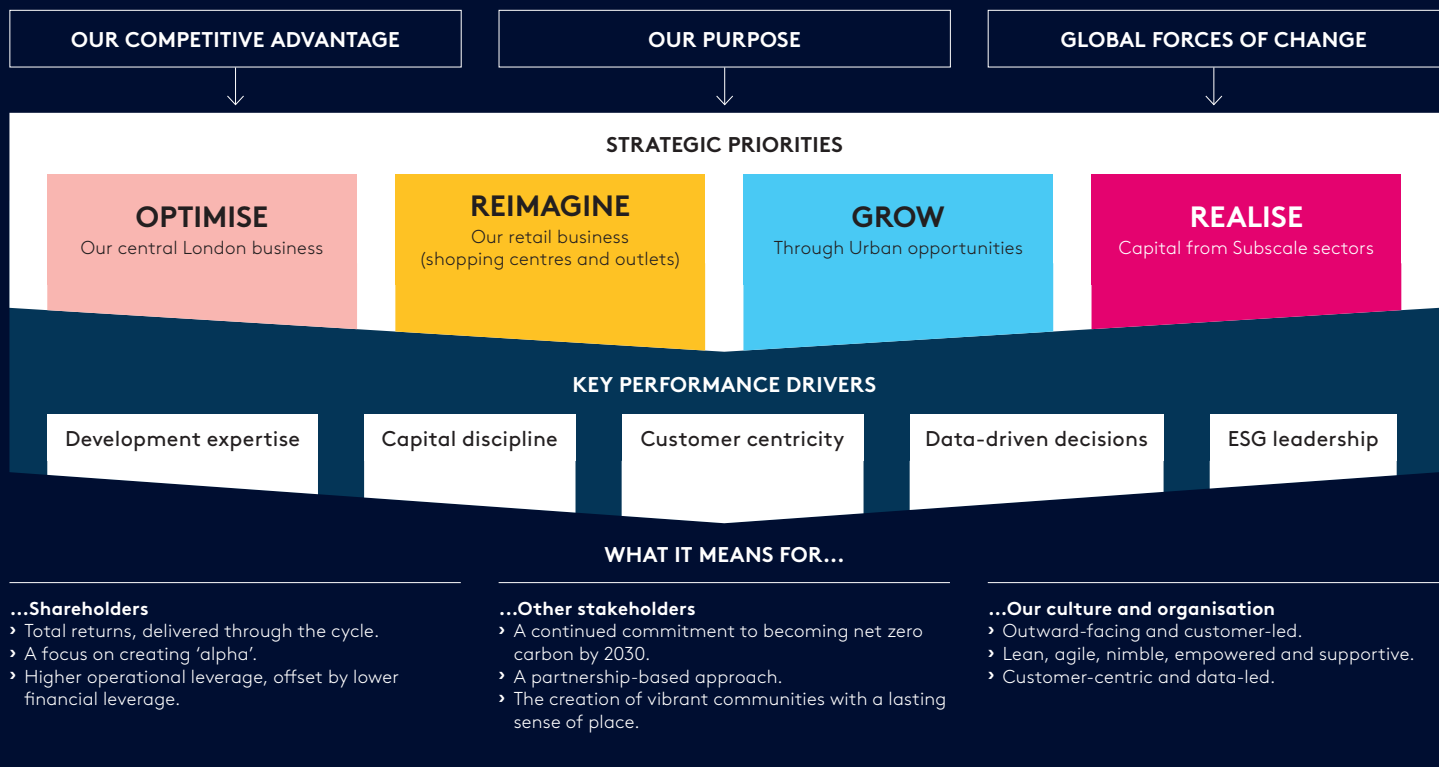 OUR COMPETITIVE ADVANTAGE
OUR PURPOSE
GLOBAL FORCES OF CHANGE
STRATEGIC PRIORITIES
OPTIMISE
Our central London business
REIMAGINE
Our retail business
(shopping centres and outlets)
GROW
Through Urban opportunities
REALISE
Capital from Subscale sectors
KEY PERFORMANCE DRIVERS
Development expertise
Capital discipline
Customer centricity
Data-driven decisions
ESG leadership
WHAT IT MEANS FOR...
...Shareholders
› Total returns, delivered through the cycle.
› A focus on creating ‘alpha’.
› Higher operational leverage, offset by lower
financial leverage.
...Other stakeholders
› A continued commitment to becoming net zero
carbon by 2030.
› A partnership-based approach.
› The creation of vibrant communities with a lasting
sense of place.
...Our culture and organisation
› Outward-facing and customer-led.
› Lean, agile, nimble, empowered and supportive.
› Customer-centric and data-led.